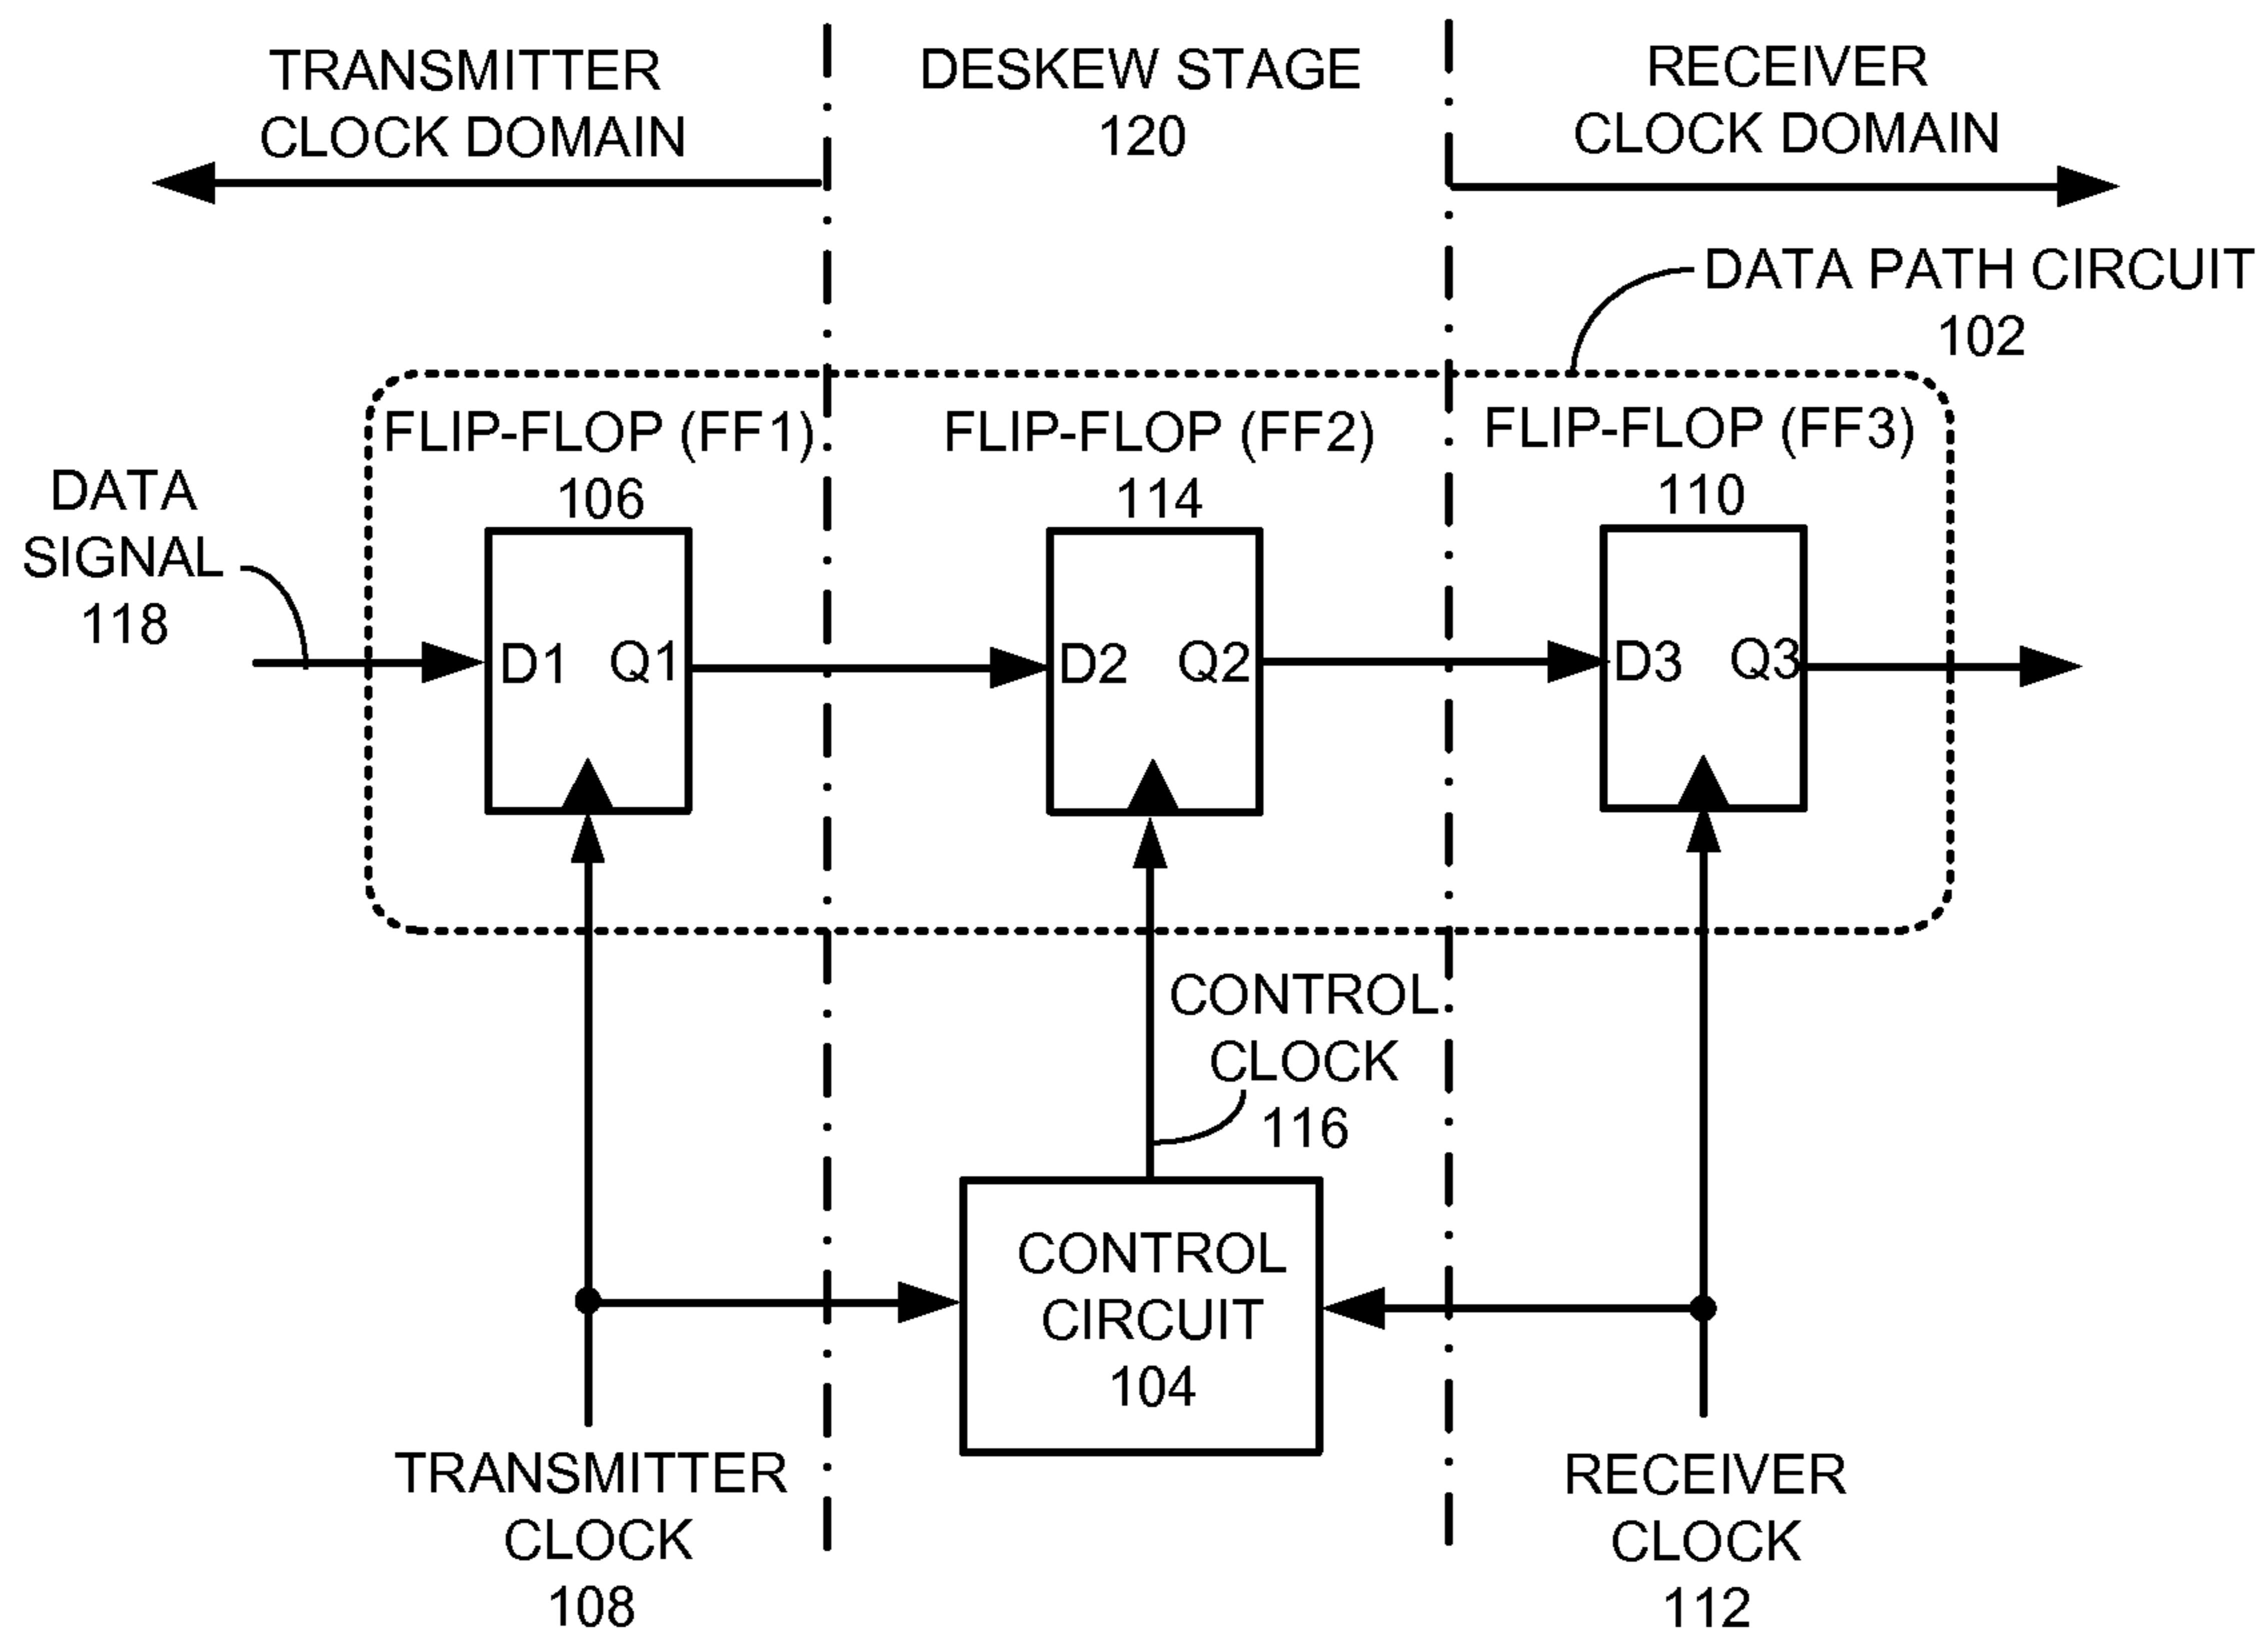 TRANSMITTER
CLOCK DOMAIN
DESKEW STAGE
120
RECEIVER
CLOCK DOMAIN
DATA PATH CIRCUIT
102
FLIP-FLOP (FF1)
106
FLIP-FLOP (FF2)
114
FLIP-FLOP (FF3)
110
DATA
SIGNAL
118
D1 Q1
D2 Q2
D3 Q3
CONTROL
CLOCK
116
CONTROL
CIRCUIT
104
TRANSMITTER
CLOCK
108
RECEIVER
CLOCK
112